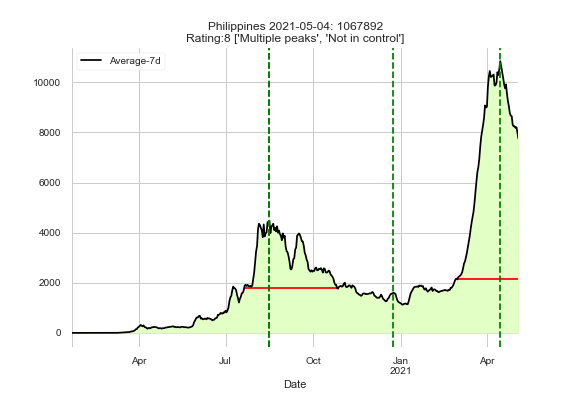 Philippines 2021-05-04: 1067892
Rating:8 ['Multiple peaks', 'Not in control']
Average-7d
10000
8000
6000
4000
2000
0
Apr
Jul
Oct
Jan
2021
Apr
Date